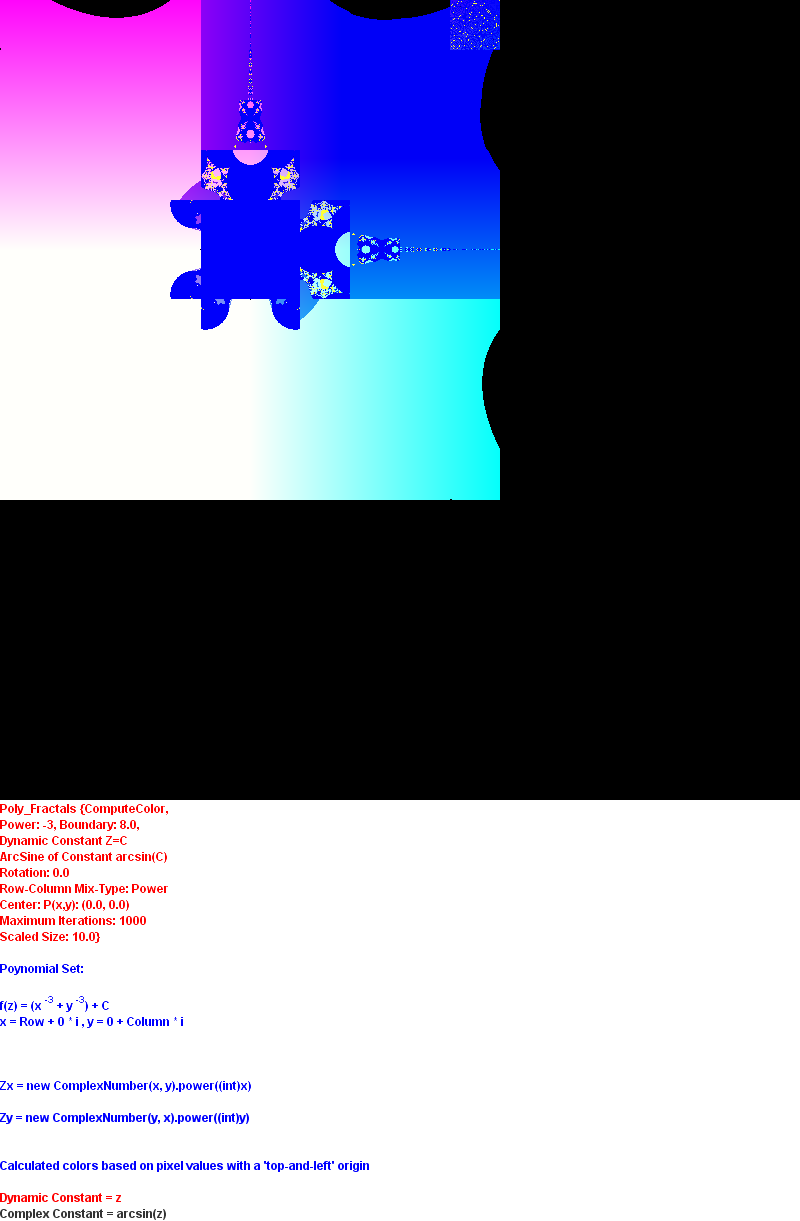 Poly_Fractals {ComputeColor,
Power: -3, Boundary: 8.0,
Dynamic Constant Z=C
ArcSine of Constant arcsin(C)
Rotation: 0.0
Row-Column Mix-Type: Power
Center: P(x,y): (0.0, 0.0)
Maximum Iterations: 1000
Scaled Size: 10.0}
Poynomial Set:
f(z) = (x -3 + y -3) + C
x = Row + 0 * i , y = 0 + Column * i
Zx = new ComplexNumber(x, y).power((int)x)
Zy = new ComplexNumber(y, x).power((int)y)
Calculated colors based on pixel values with a 'top-and-left' origin
Dynamic Constant = z
Complex Constant = arcsin(z)